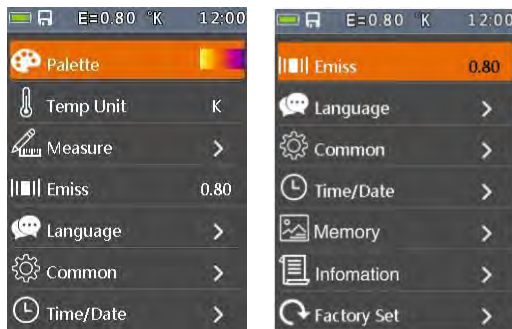 E=0.80 °K 12:00
Palette
Temp Unit K
Measure >
Emiss 0.80
Language >
Common >
Time/Date >
E=0.80 °K 12:00
Emiss 0.80
Language >
Common >
Time/Date >
Memory >
Infomation >
Factory Set >